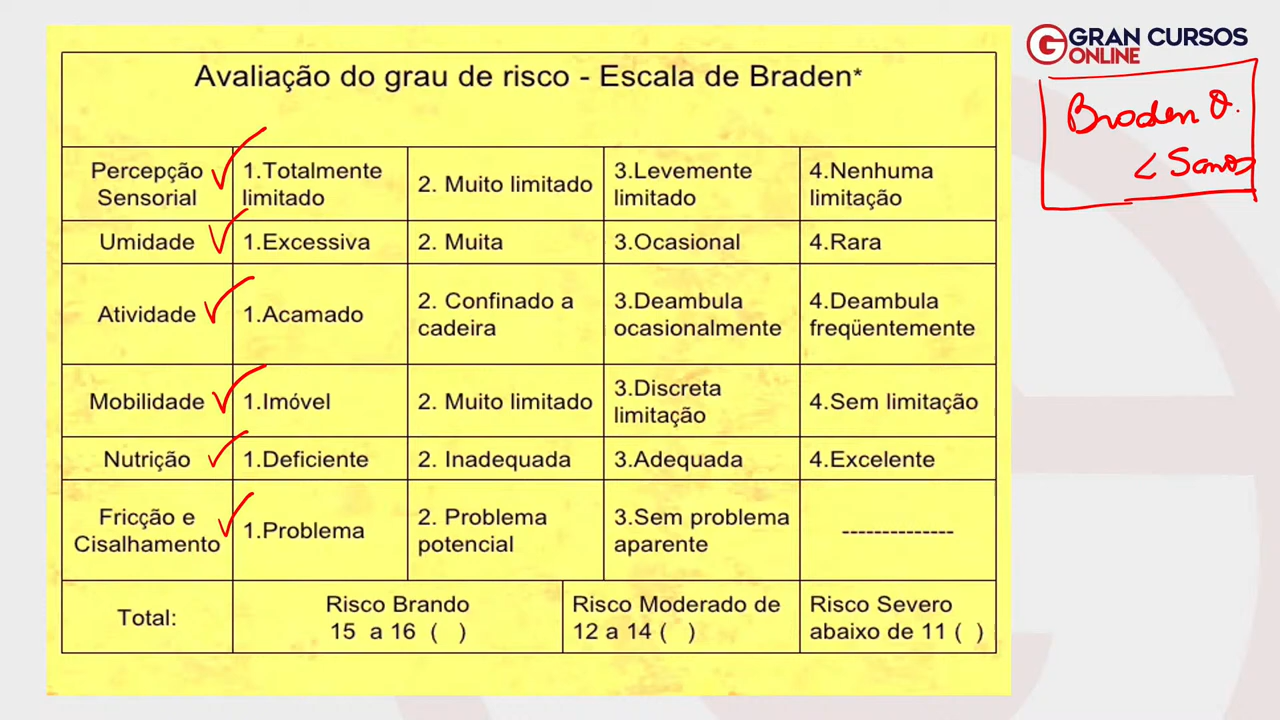 GRAN CURSOS
ONLINE
Avaliação do grau de risco - Escala de Braden*
Braden Q.
Percepção
Sensorial
1.Totalmente
limitado
2. Muito limitado
3.Levemente
limitado
4.Nenhuma
limitação
Umidade
1.Excessiva
2. Muita
3.Ocasional
4.Rara
Atividade
1.Acamado
2. Confinado a
cadeira
3.Deambula
ocasionalmente
4.Deambula
freqüentemente
Mobilidade
1.Imóvel
2. Muito limitado
3.Discreta
limitação
4.Sem limitação
Nutrição
1.Deficiente
2. Inadequada
3.Adequada
4.Excelente
Fricção e
Cisalhamento
1.Problema
2. Problema
potencial
3.Sem problema
aparente
--------------
Total:
Risco Brando
15 a 16 ( )
Risco Moderado de
12 a 14 ( )
Risco Severo
abaixo de 11 ( )